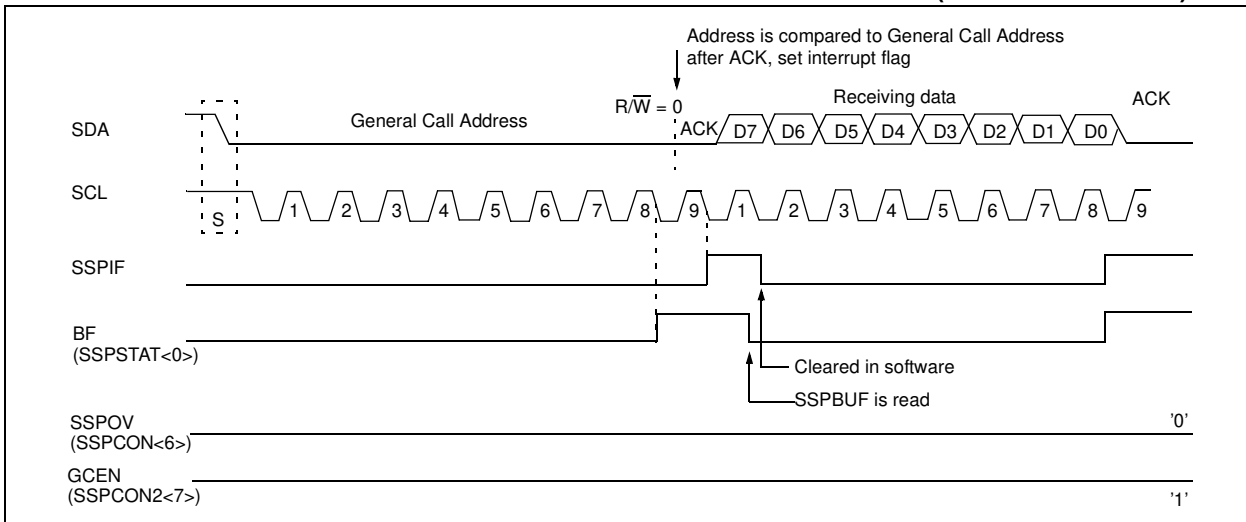 Address is compared to General Call Address
after ACK, set interrupt flag
R/W̅ = 0
Receiving data
ACK
SDA
General Call Address
ACK
D7 D6 D5 D4 D3 D2 D1 D0
SCL
S
1 2 3 4 5 6 7 8 9 1 2 3 4 5 6 7 8 9
SSPIF
BF
(SSPSTAT<0>)
Cleared in software
SSPBUF is read
SSPOV
(SSPCON<6>)
'0'
GCEN
(SSPCON2<7>)
'1'